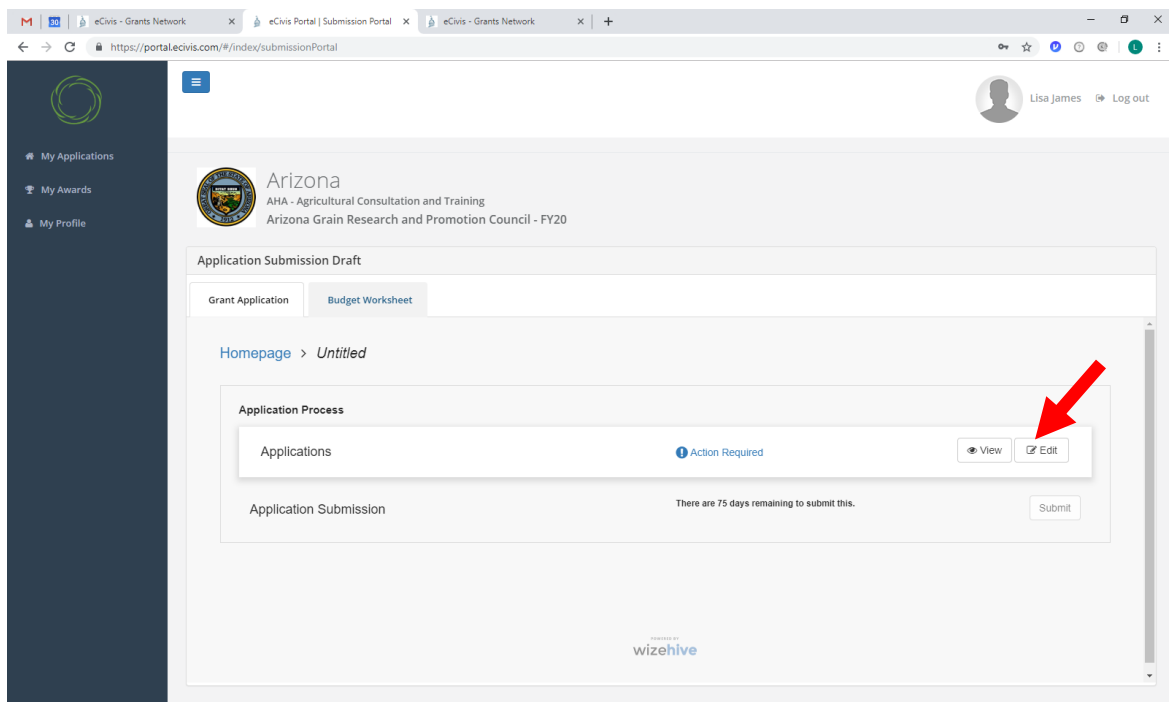 30 eCivis - Grants Network eCivis Portal | Submission Portal eCivis - Grants Network
https://portal.ecivis.com/#/index/submissionPortal
L
Lisa James Log out
My Applications
My Awards
My Profile
Arizona
AHA - Agricultural Consultation and Training
Arizona Grain Research and Promotion Council - FY20
Application Submission Draft
Grant Application Budget Worksheet
Homepage > Untitled
Application Process
Applications Action Required View Edit
Application Submission There are 75 days remaining to submit this. Submit
POWERED BY
wizehive